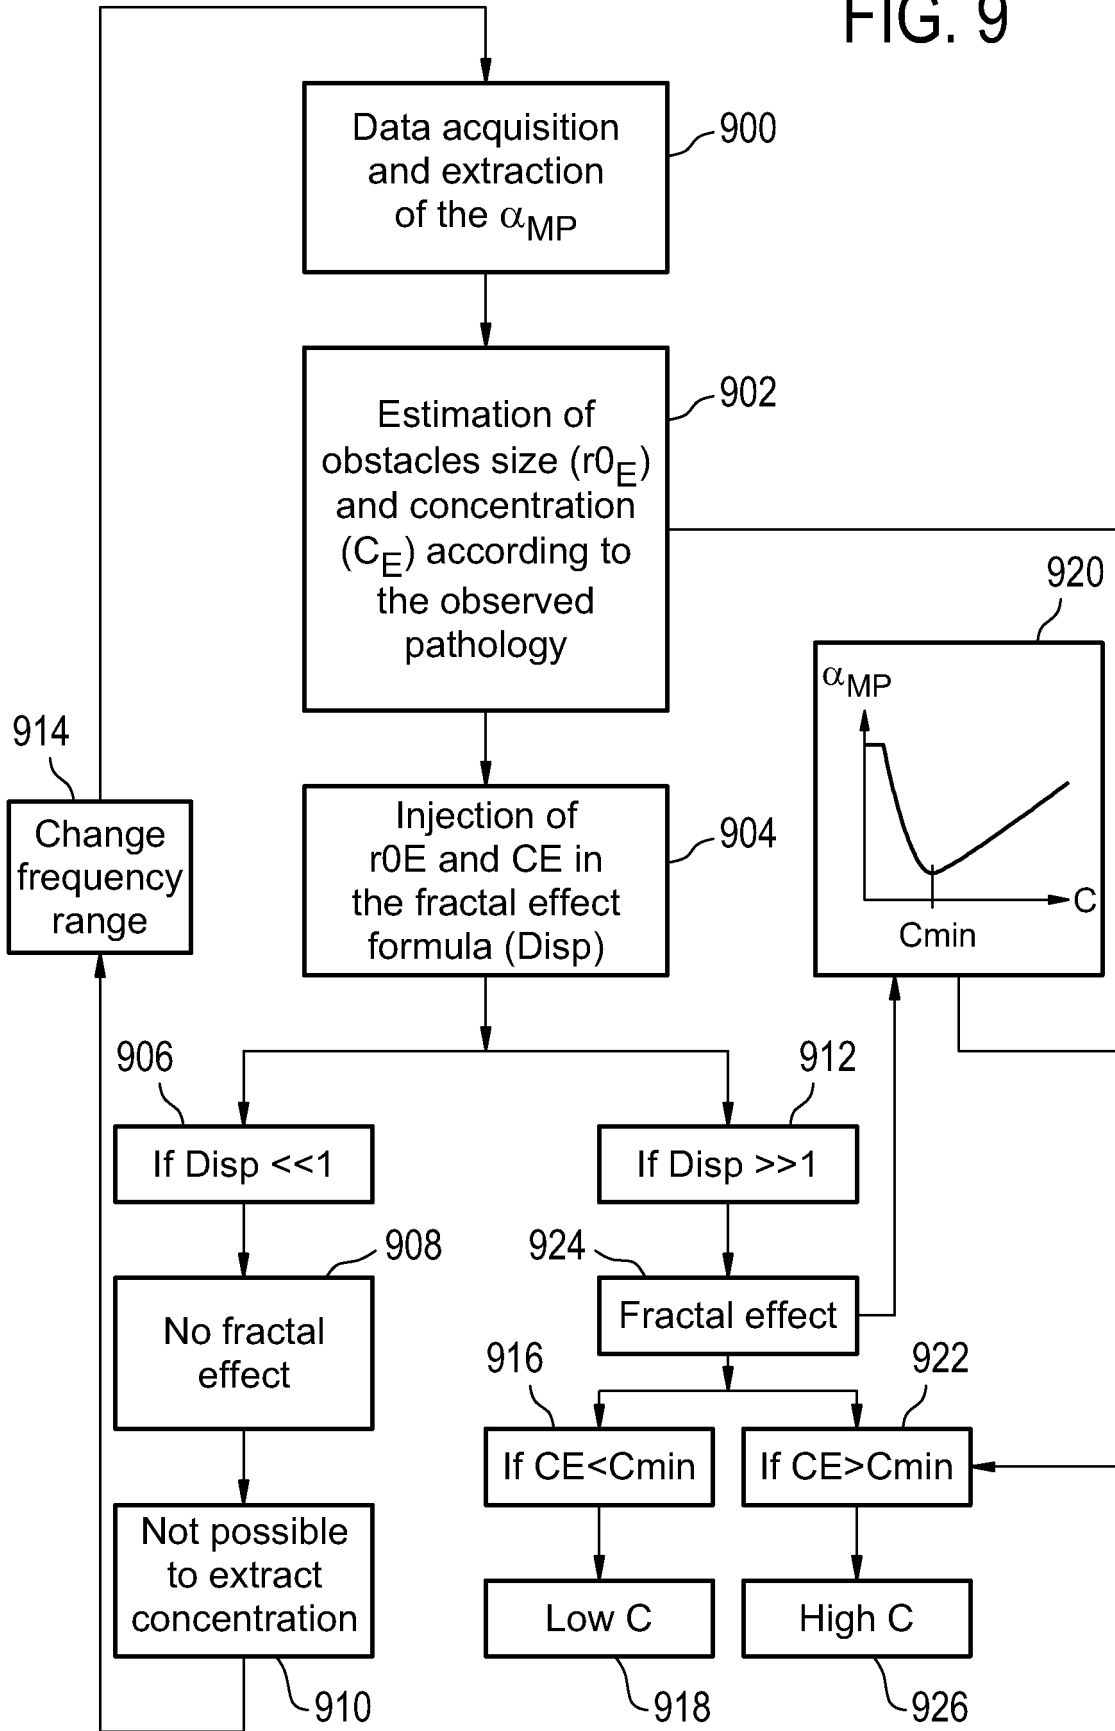 FIG. 9
Data acquisition
and extraction
of the αMP
900
Estimation of
obstacles size (r0E)
and concentration
(CE) according to
the observed
pathology
902
920
αMP
C
Cmin
914
Change
frequency
range
Injection of
r0E and CE in
the fractal effect
formula (Disp)
904
906
If Disp <<1
912
If Disp >>1
908
No fractal
effect
924
Fractal effect
916
If CE<Cmin
922
If CE>Cmin
Not possible
to extract
concentration
910
Low C
918
High C
926